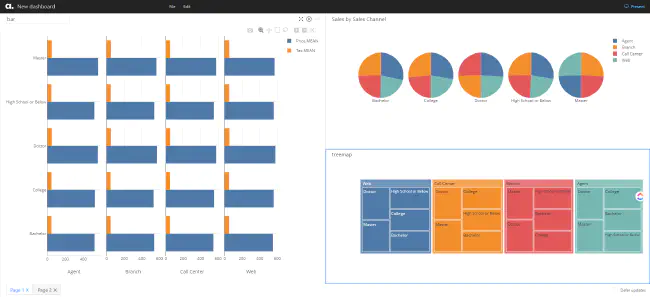 a. New dashboard File Edit Present
bar
Price.MEAN
Tax.MEAN
Master
High School or Below
Doctor
College
Bachelor
0 200 400 0 200 400 0 200 400 0 200 400 600
Agent Branch Call Center Web
Page 1 X Page 2 X
Sales by Sales Channel
Agent
Branch
Call Center
Web
Bachelor College Doctor High School or Below Master
treemap
Web Call Center Branch Agent
Doctor High School or Below Doctor College Master High School or Below Doctor College
College High School or Below Bachelor Bachelor
Master Bachelor Master Bachelor Doctor College Master High School or Below
Defer updates